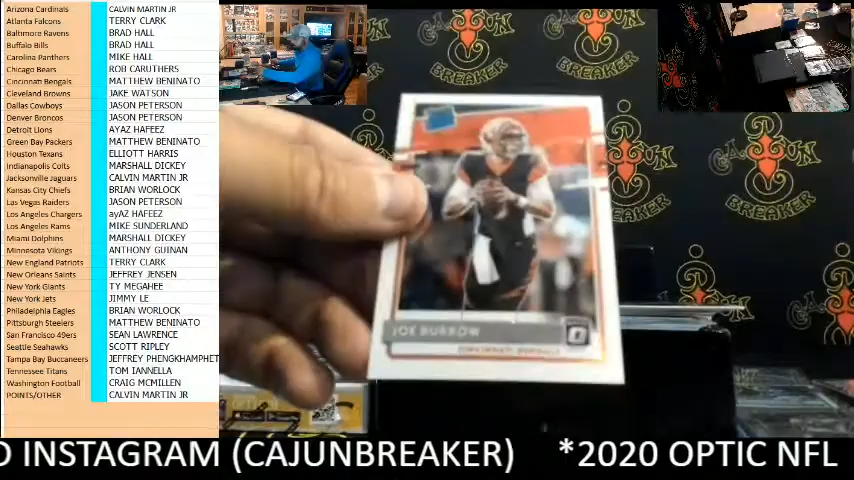 Arizona Cardinals CALVIN MARTIN JR
Atlanta Falcons TERRY CLARK
Baltimore Ravens BRAD HALL
Buffalo Bills BRAD HALL
Carolina Panthers MIKE HALL
Chicago Bears ROB CARUTHERS
Cincinnati Bengals MATTHEW BENINATO
Cleveland Browns JAKE WATSON
Dallas Cowboys JASON PETERSON
Denver Broncos JASON PETERSON
Detroit Lions AYAZ HAFEEZ
Green Bay Packers MATTHEW BENINATO
Houston Texans ELLIOTT HARRIS
Indianapolis Colts MARSHALL DICKEY
Jacksonville Jaguars CALVIN MARTIN JR
Kansas City Chiefs BRIAN WORLOCK
Las Vegas Raiders JASON PETERSON
Los Angeles Chargers ayAZ HAFEEZ
Los Angeles Rams MIKE SUNDERLAND
Miami Dolphins MARSHALL DICKEY
Minnesota Vikings ANTHONY GUINAN
New England Patriots TERRY CLARK
New Orleans Saints JEFFREY JENSEN
New York Giants TY MEGAHEE
New York Jets JIMMY LE
Philadelphia Eagles BRIAN WORLOCK
Pittsburgh Steelers MATTHEW BENINATO
San Francisco 49ers SEAN LAWRENCE
Seattle Seahawks SCOTT RIPLEY
Tampa Bay Buccaneers JEFFREY PHENGKHAMPHET
Tennessee Titans TOM IANNELLA
Washington Football CRAIG MCMILLEN
POINTS/OTHER CALVIN MARTIN JR
CAJUN BREAKER
JOE BURROW
CINCINNATI BENGALS
D INSTAGRAM (CAJUNBREAKER) *2020 OPTIC NFL